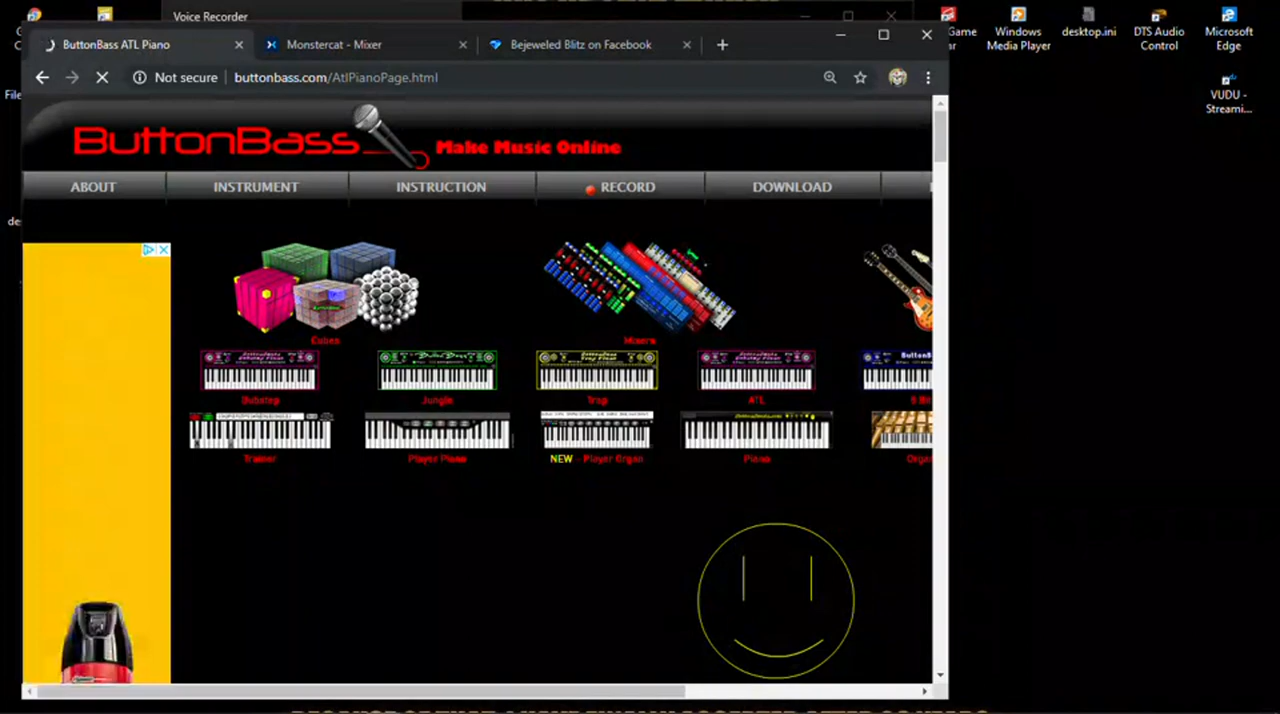 Voice Recorder
ButtonBass ATL Piano
Monstercat - Mixer
Bejeweled Blitz on Facebook
Not secure
buttonbass.com/AtlPianoPage.html
Windows
Media Player
desktop.ini
DTS Audio
Control
Microsoft
Edge
VUDU -
Streami...
ButtonBass
Make Music Online
ABOUT
INSTRUMENT
INSTRUCTION
RECORD
DOWNLOAD
Cubes
Mixers
Dubstep
Jungle
Trap
ATL
Trainer
Player Piano
NEW - Player Organ
Piano